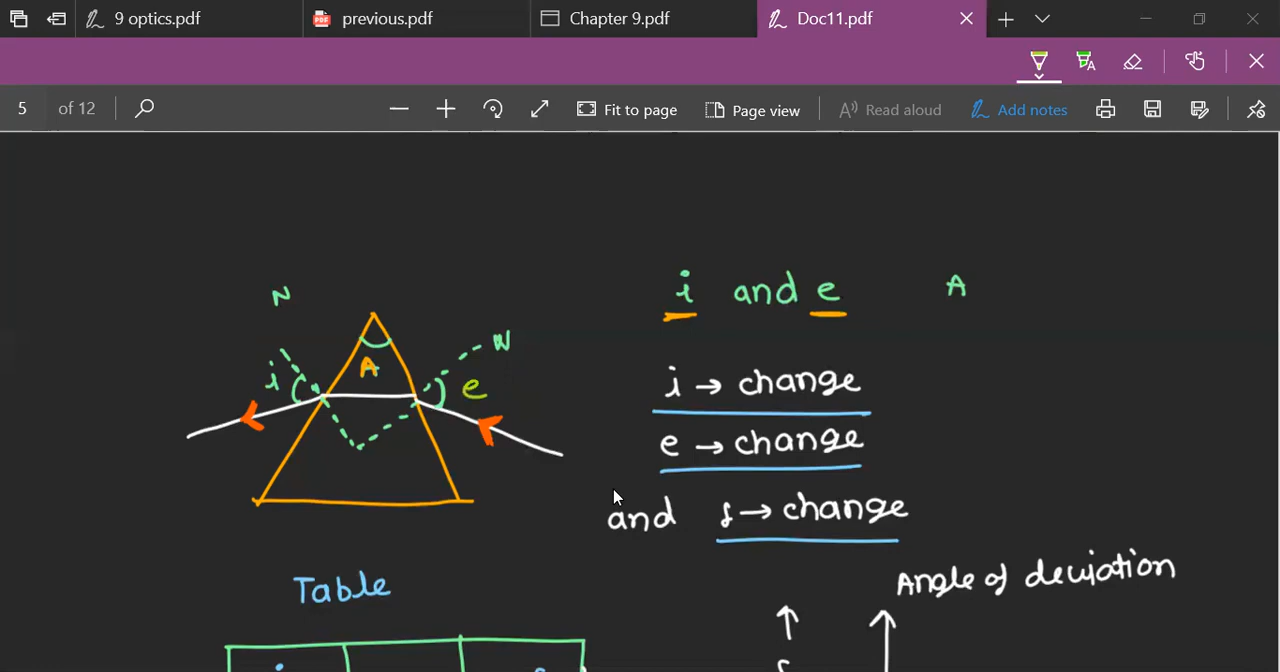 9 optics.pdf previous.pdf Chapter 9.pdf Doc11.pdf
5 of 12 Fit to page Page view Read aloud Add notes
i and e A
N
N
A
i
e
i → change
e → change
and δ → change
Angle of deviation
Table